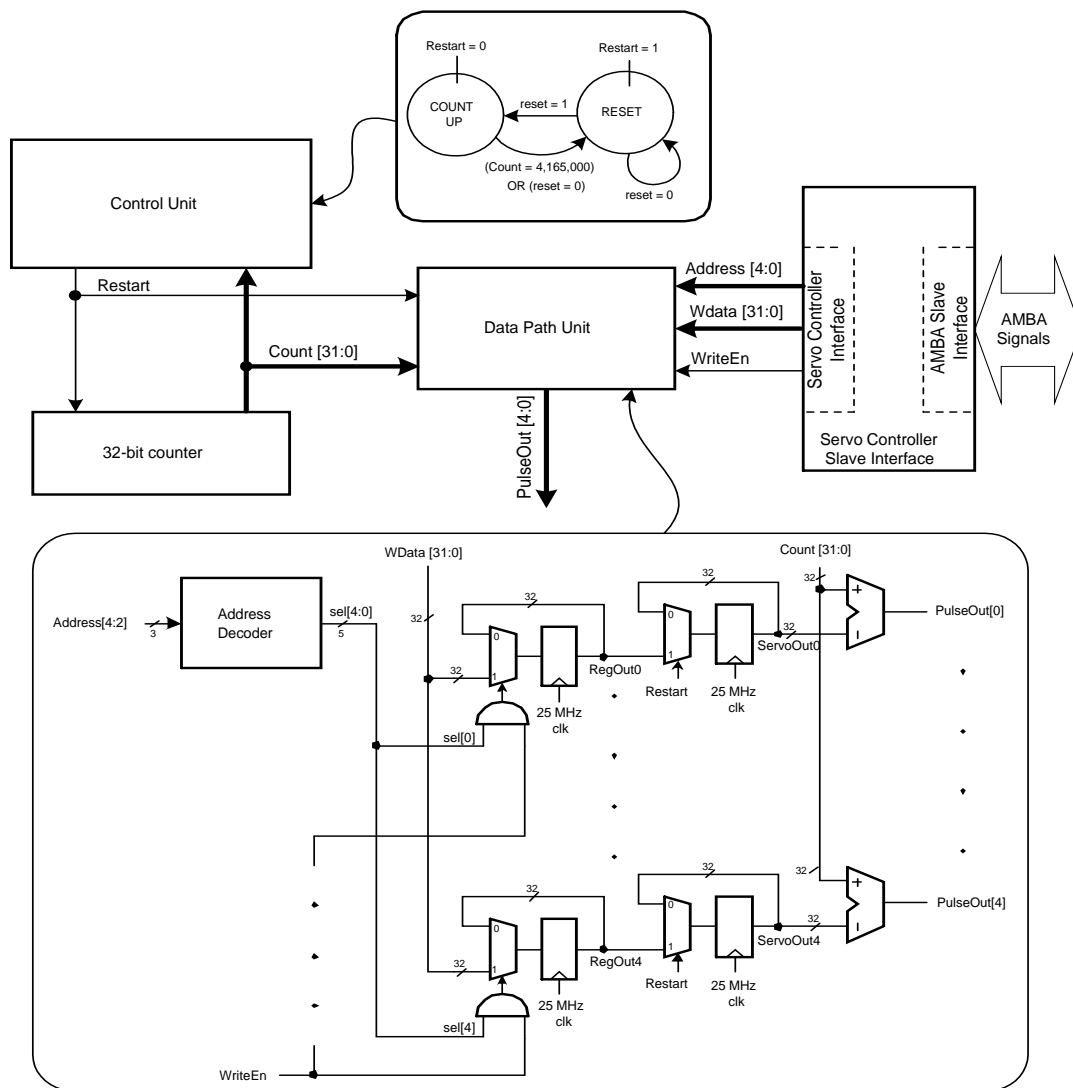 Restart = 0
Restart = 1
COUNT
UP
reset = 1
RESET
(Count = 4,165,000)
OR (reset = 0)
reset = 0
Control Unit
Restart
Count [31:0]
32-bit counter
Data Path Unit
PulseOut [4:0]
Address [4:0]
Wdata [31:0]
WriteEn
Servo Controller
Interface
AMBA Slave
Interface
Servo Controller
Slave Interface
AMBA
Signals
WData [31:0]
Count [31:0]
Address[4:2]
3
Address
Decoder
sel[4:0]
5
32
32
0
1
32
RegOut0
25 MHz
clk
sel[0]
32
0
1
Restart
25 MHz
clk
ServoOut0
32
32
+
–
PulseOut[0]
32
0
1
32
RegOut4
25 MHz
clk
sel[4]
32
0
1
Restart
25 MHz
clk
ServoOut4
32
32
+
–
PulseOut[4]
WriteEn